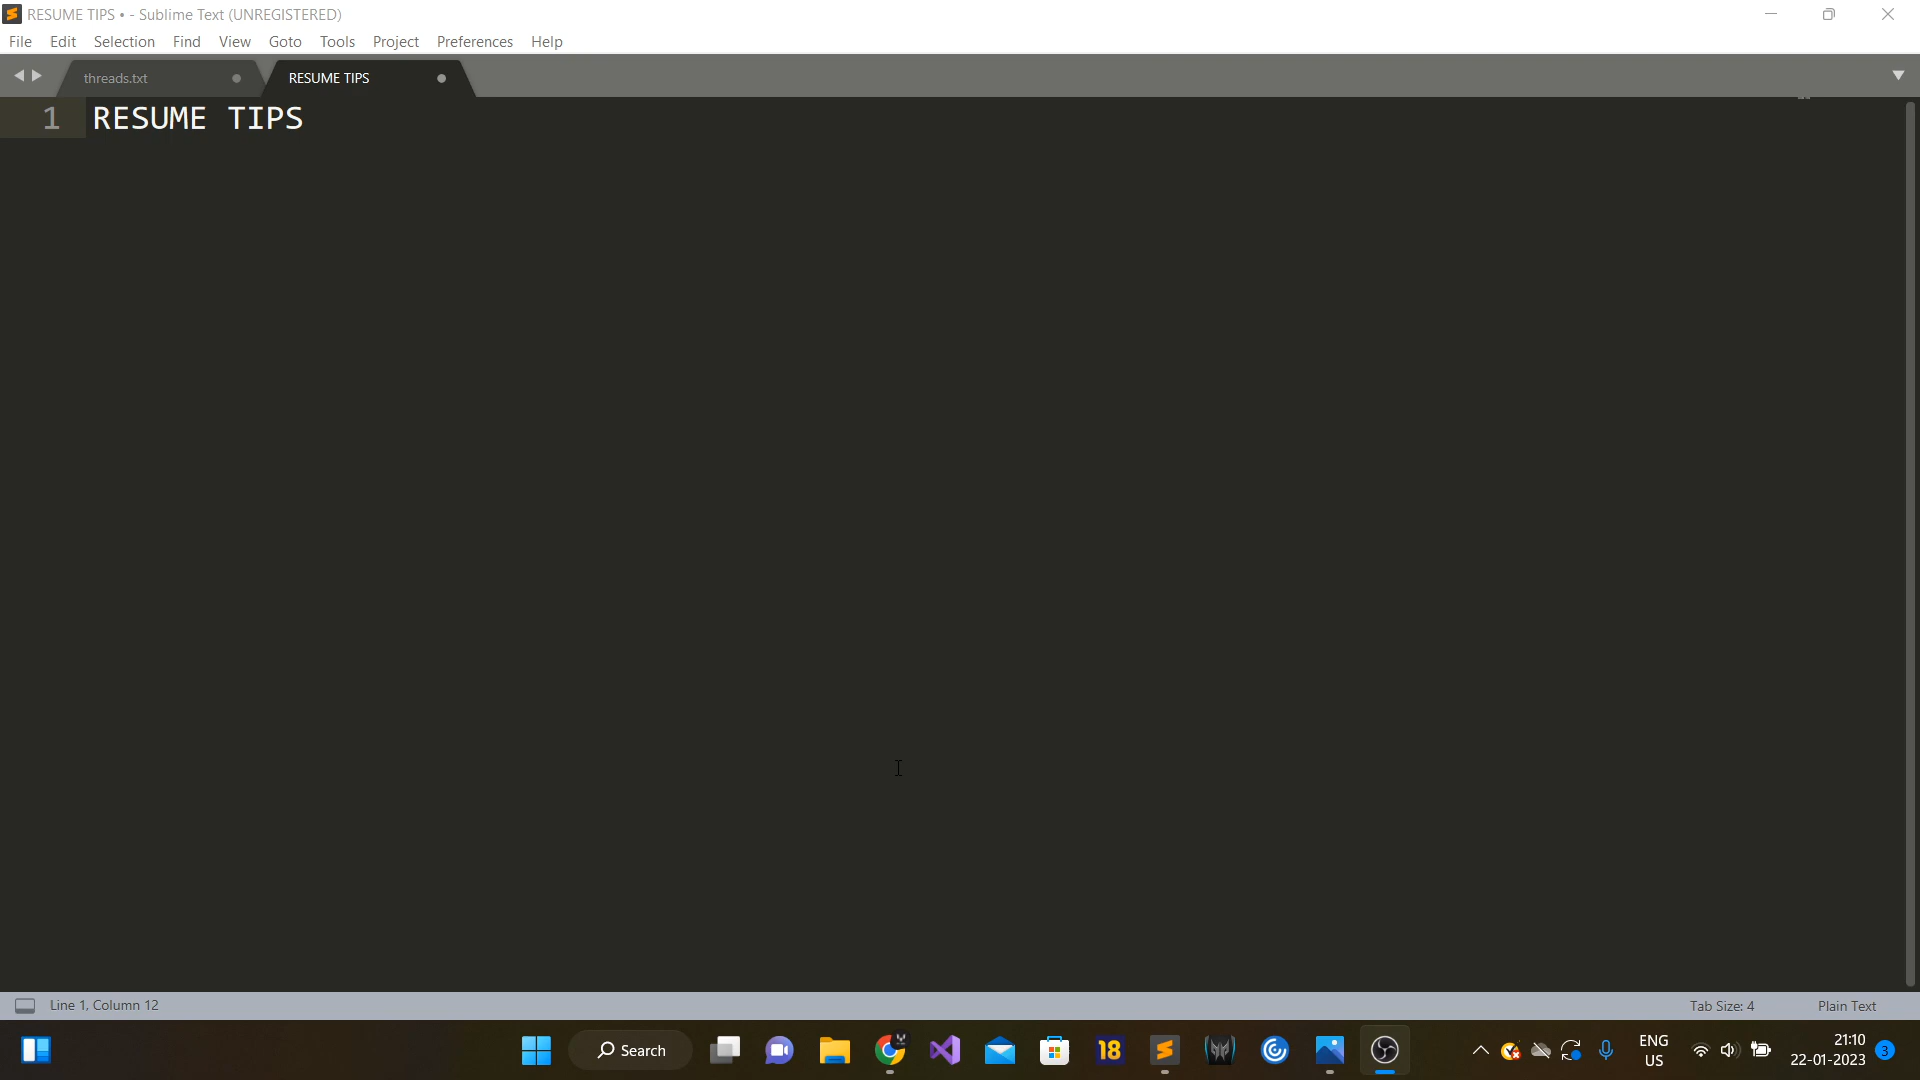 RESUME TIPS • - Sublime Text (UNREGISTERED)
File Edit Selection Find View Goto Tools Project Preferences Help
threads.txt RESUME TIPS
1 RESUME TIPS
Line 1, Column 12 Tab Size: 4 Plain Text
Search 18 ENG 21:10
US 22-01-2023 3